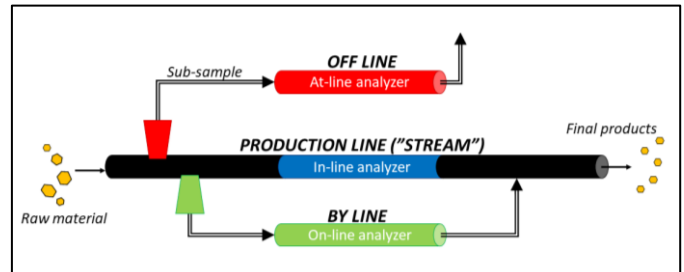 OFF LINE
Sub-sample
At-line analyzer
PRODUCTION LINE ("STREAM")
Final products
In-line analyzer
Raw material
BY LINE
On-line analyzer